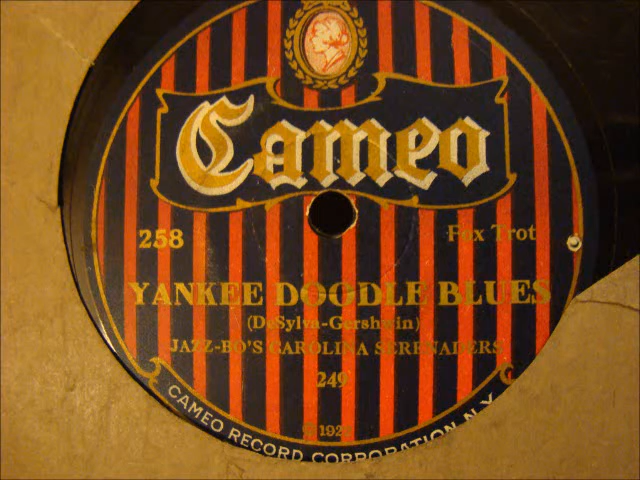 Cameo
258 Fox Trot
YANKEE DOODLE BLUES
(DeSylva-Gershwin)
JAZZ-BO'S CAROLINA SERENADERS
249
CAMEO RECORD CORPORATION N.Y.